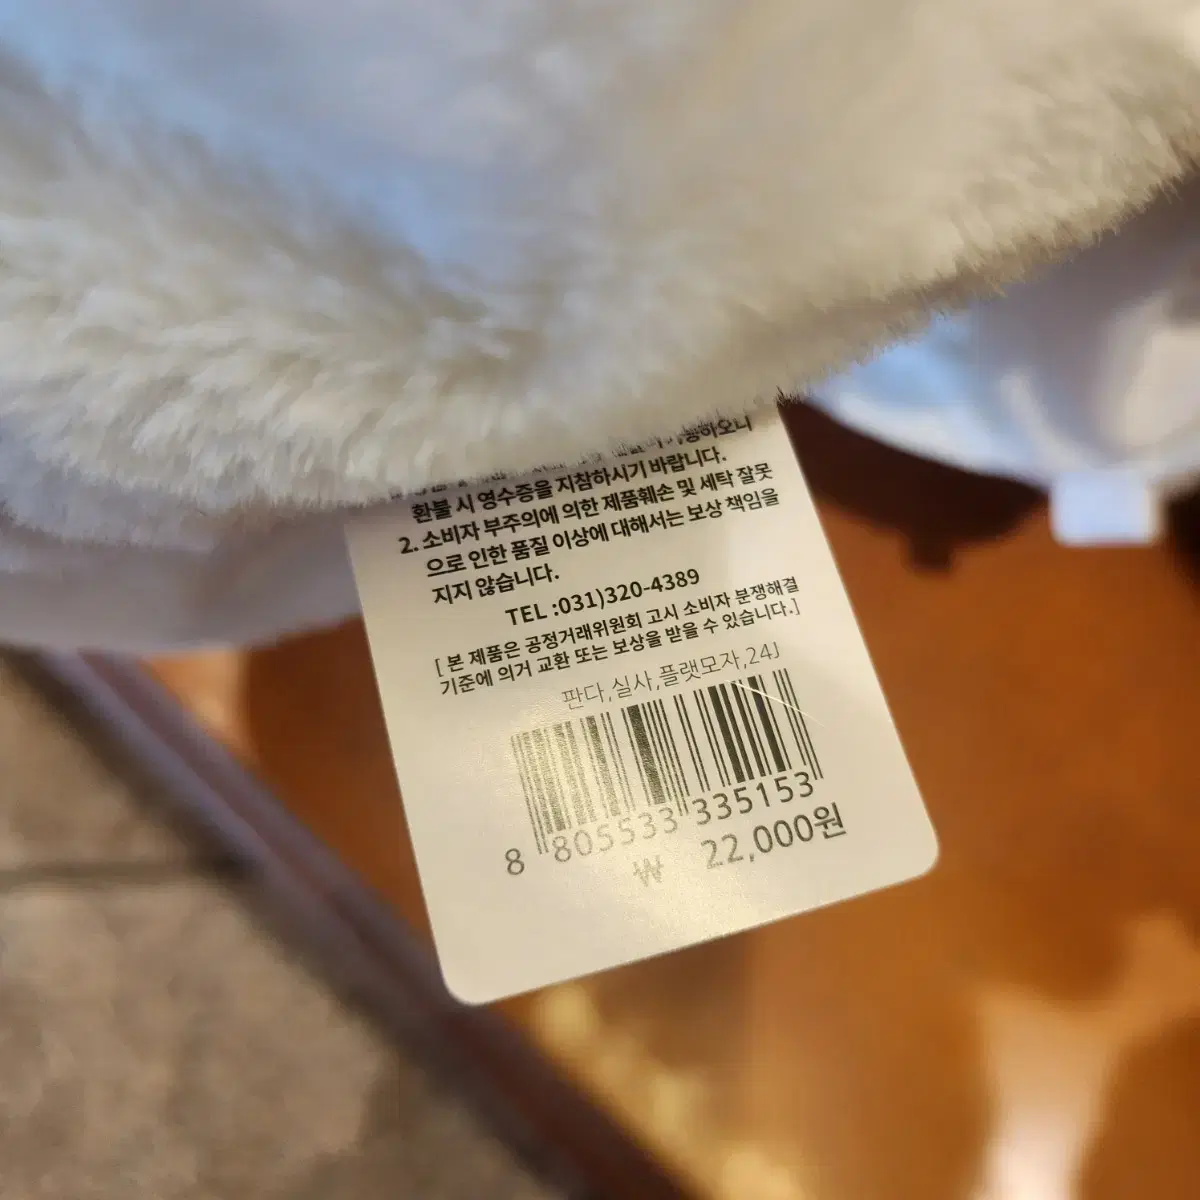 환불 시 영수증을 지참하시기 바랍니다.
2. 소비자 부주의에 의한 제품훼손 및 세탁 잘못
으로 인한 품질 이상에 대해서는 보상 책임을
지지 않습니다.
TEL :031)320-4389
[ 본 제품은 공정거래위원회 고시 소비자 분쟁해결
기준에 의거 교환 또는 보상을 받을 수 있습니다.]
판다,실사,플랫모자,24J
8 805533 335153
₩ 22,000원